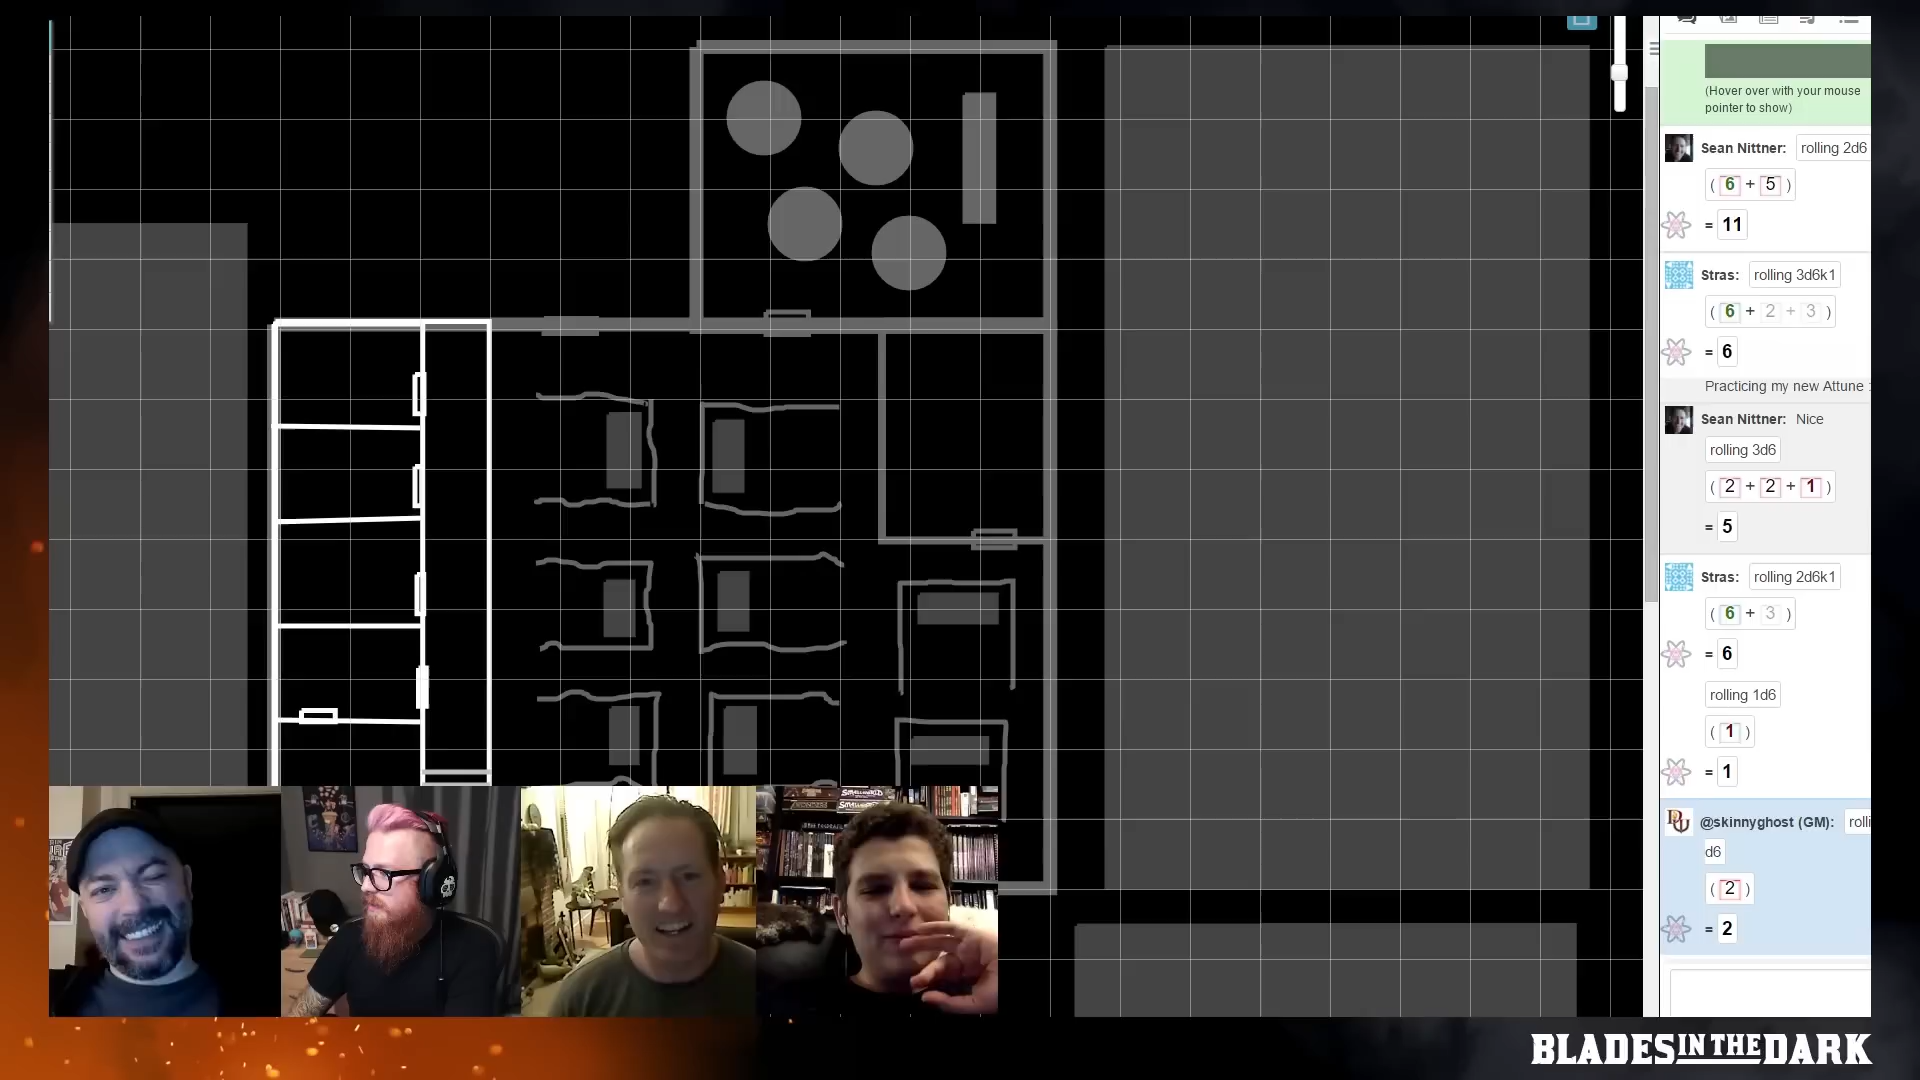 (Hover over with your mouse
pointer to show)
Sean Nittner: rolling 2d6
( 6 + 5 )
= 11
Stras: rolling 3d6k1
( 6 + 2 + 3 )
= 6
Practicing my new Attune :
Sean Nittner: Nice
rolling 3d6
( 2 + 2 + 1 )
= 5
Stras: rolling 2d6k1
( 6 + 3 )
= 6
rolling 1d6
( 1 )
= 1
@skinnyghost (GM): rolli
d6
( 2 )
= 2
SMALLWORLD
BLADES IN THE DARK